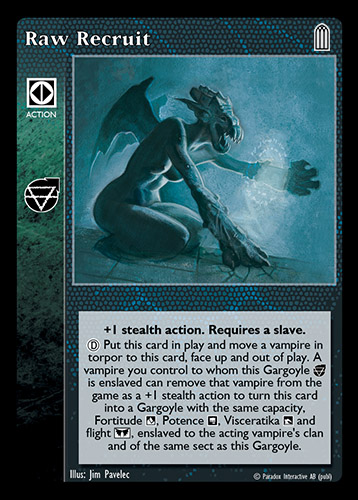 Raw Recruit
ACTION
+1 stealth action. Requires a slave.
D Put this card in play and move a vampire in
torpor to this card, face up and out of play. A
vampire you control to whom this Gargoyle
is enslaved can remove that vampire from the
game as a +1 stealth action to turn this card
into a Gargoyle with the same capacity,
Fortitude , Potence , Visceratika and
flight , enslaved to the acting vampire's clan
and of the same sect as this Gargoyle.
Illus: Jim Pavelec
© Paradox Interactive AB (publ)